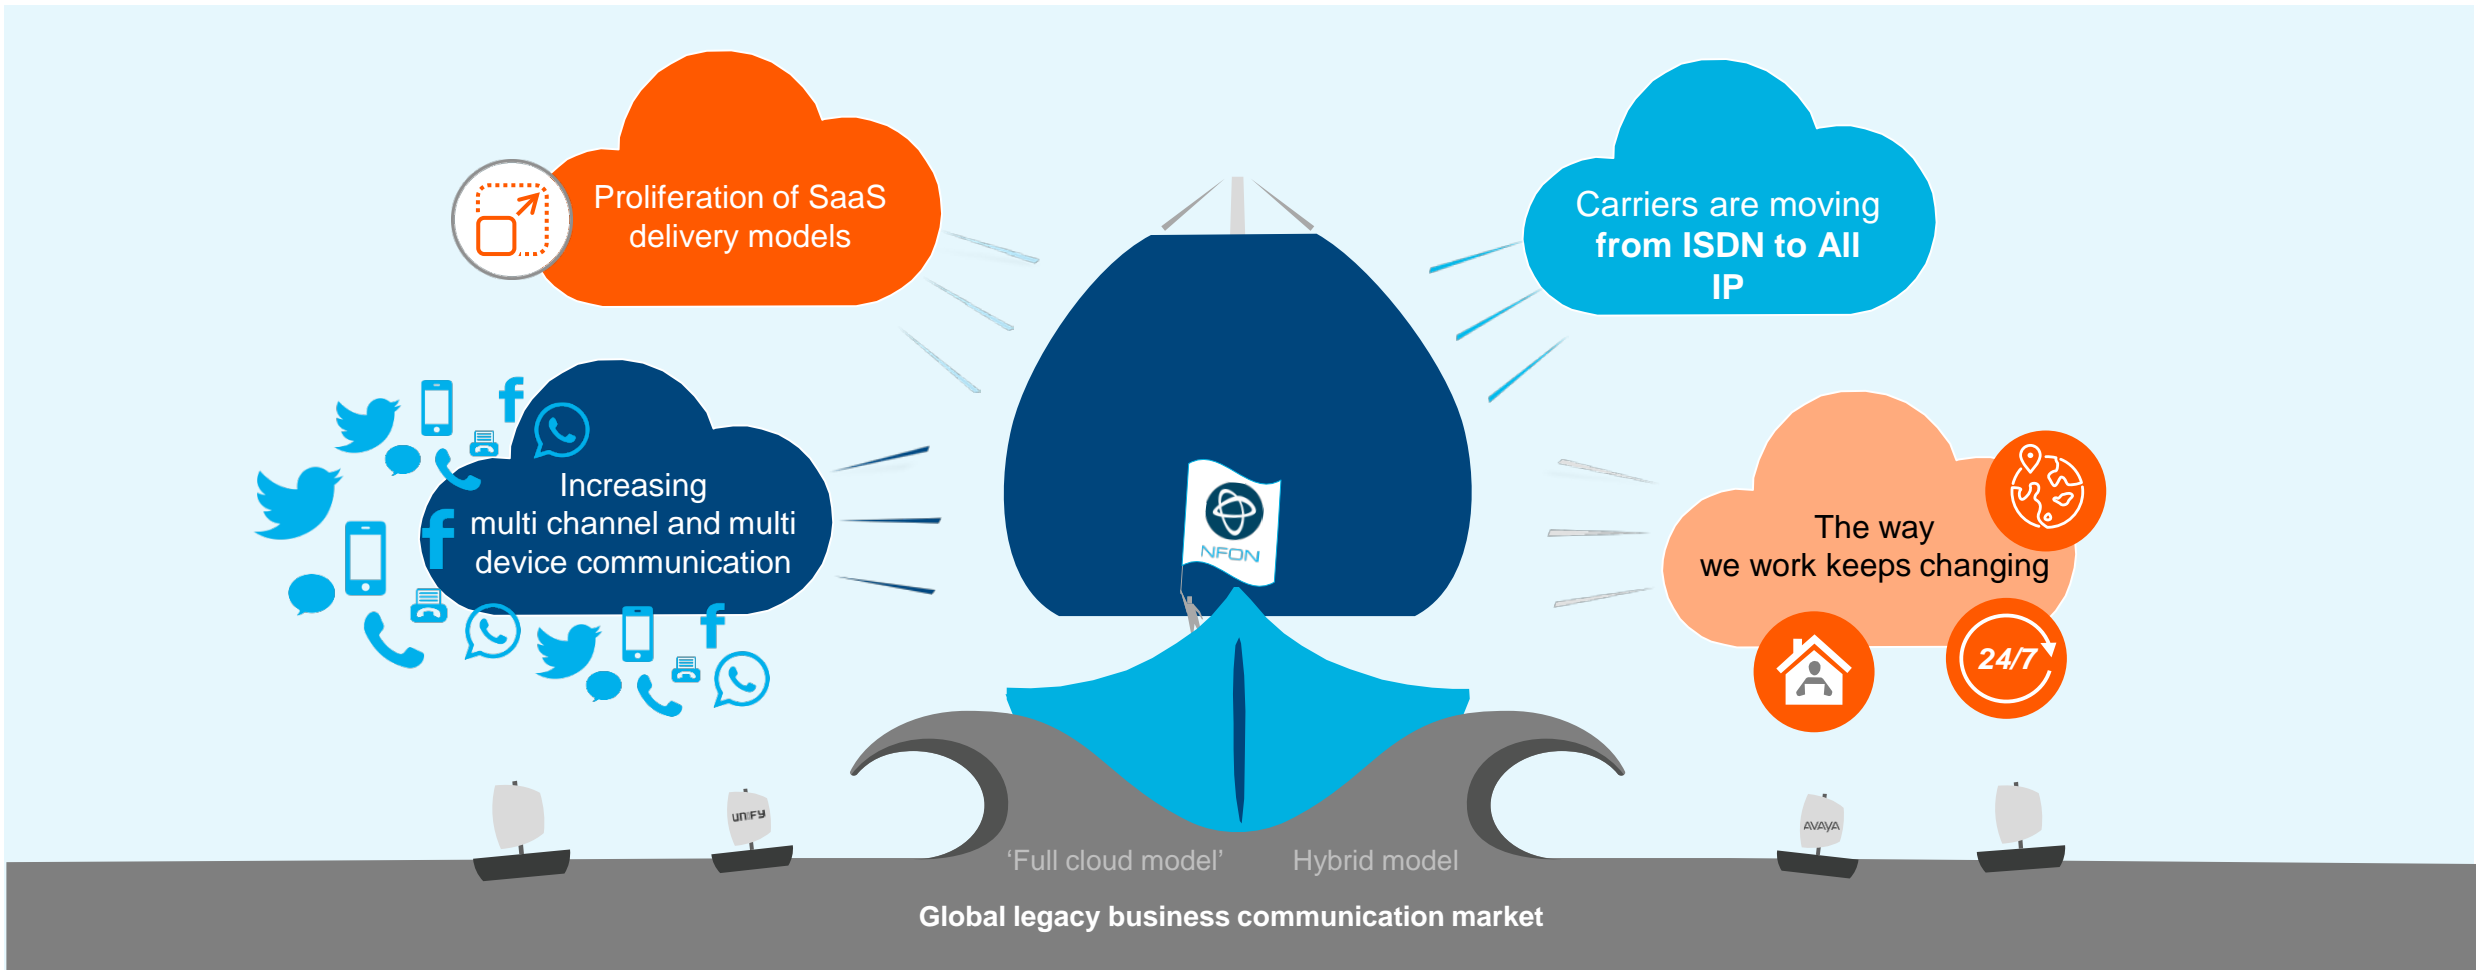 Proliferation of SaaS
delivery models
Carriers are moving
from ISDN to All
IP
Increasing
multi channel and multi
device communication
The way
we work keeps changing
24/7
NFON
UNIFY
AVAYA
‘Full cloud model’
Hybrid model
Global legacy business communication market